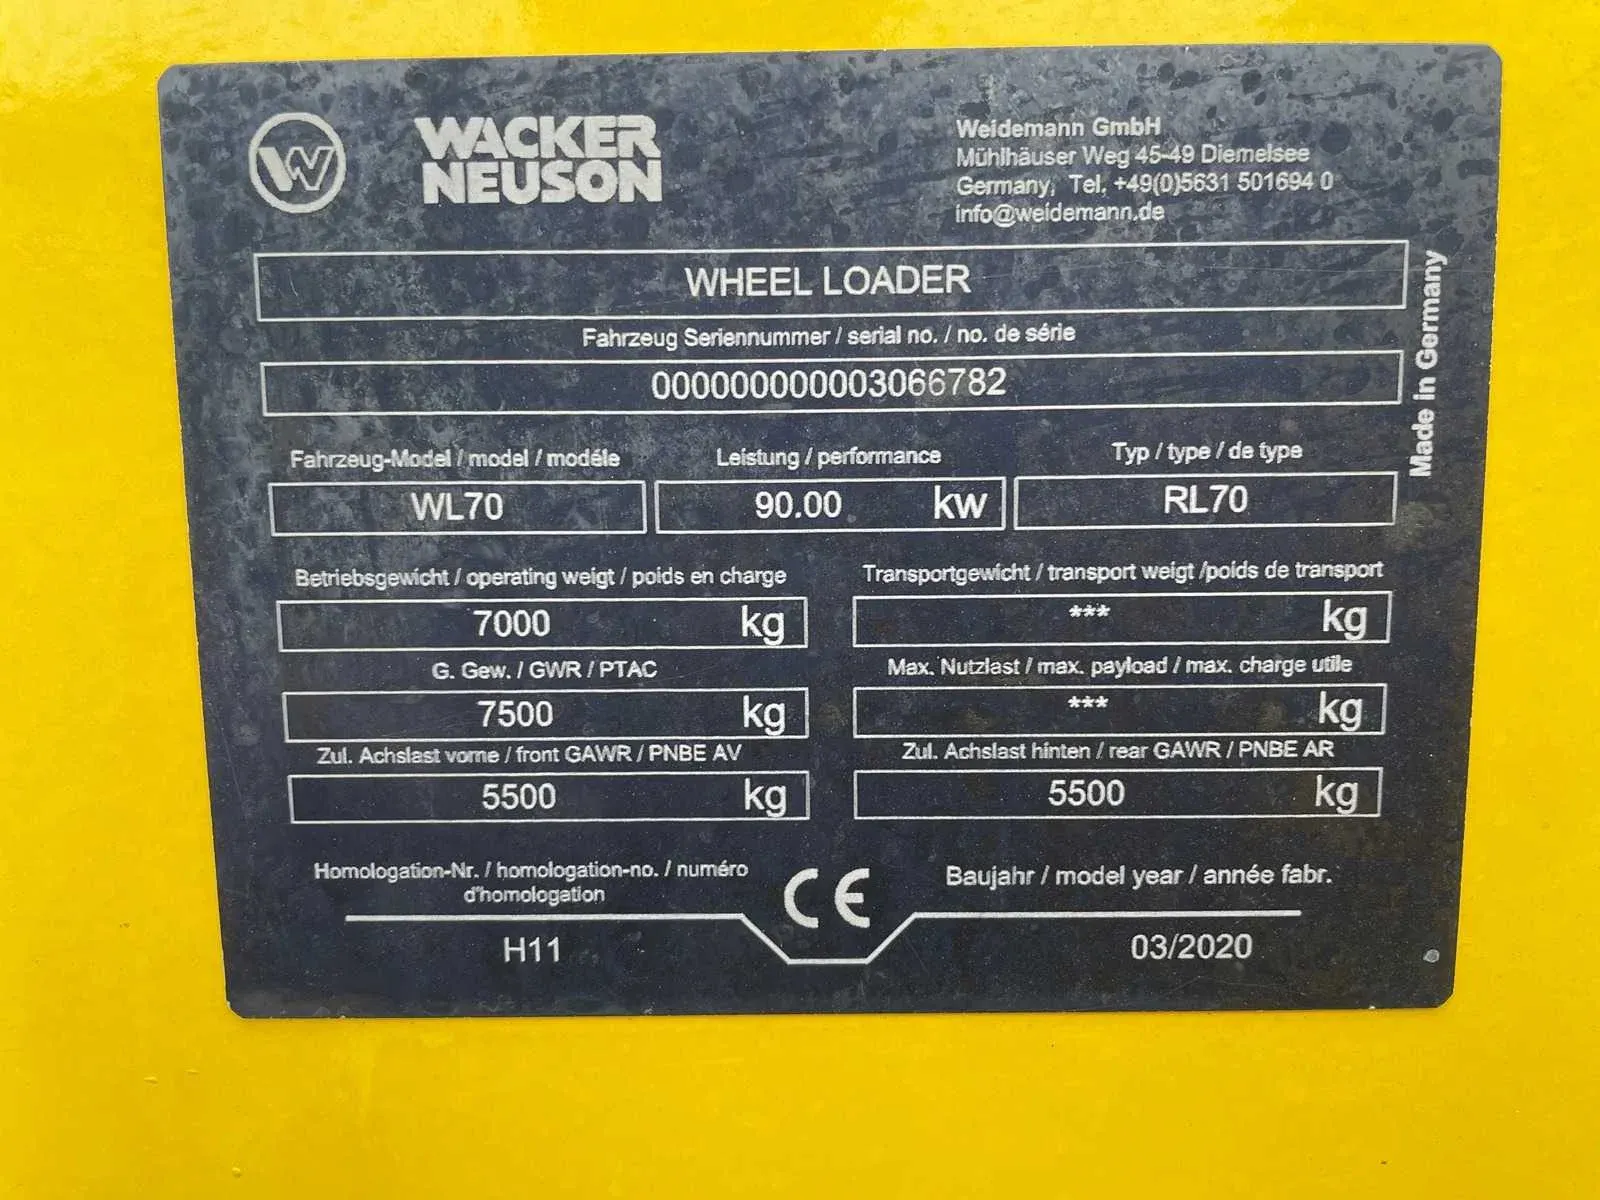 W
WACKER
NEUSON
Weidemann GmbH
Mühlhäuser Weg 45-49 Diemelsee
Germany, Tel. +49(0)5631 501694 0
info@weidemann.de
WHEEL LOADER
Made in Germany
Fahrzeug Seriennummer / serial no. / no. de série
000000000003066782
Fahrzeug-Model / model / modéle
Leistung / performance
Typ / type / de type
WL70
90.00 kw
RL70
Betriebsgewicht / operating weigt / poids en charge
Transportgewicht / transport weigt /poids de transport
7000 kg
*** kg
G. Gew. / GWR / PTAC
Max. Nutzlast / max. payload / max. charge utile
7500 kg
*** kg
Zul. Achslast vorne / front GAWR / PNBE AV
Zul. Achslast hinten / rear GAWR / PNBE AR
5500 kg
5500 kg
Homologation-Nr. / homologation-no. / numéro
d'homologation
CE
Baujahr / model year / année fabr.
H11
03/2020